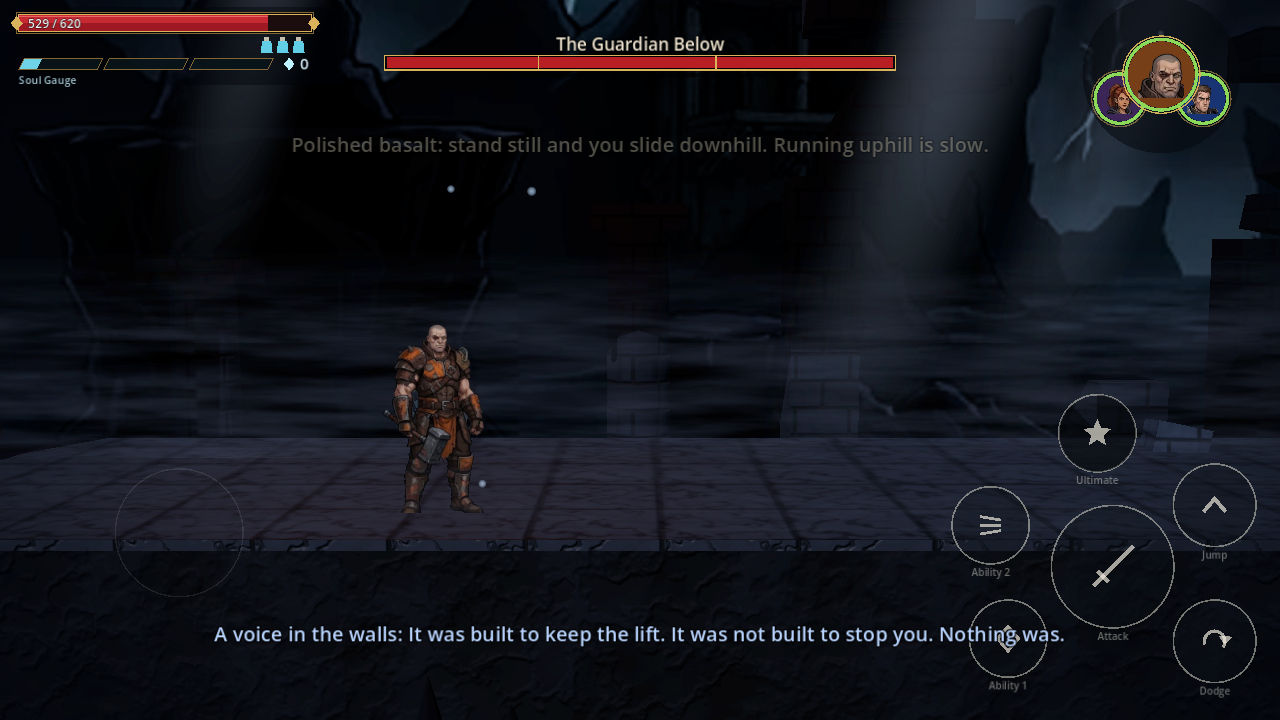 529 / 620
The Guardian Below
0
Soul Gauge
Polished basalt: stand still and you slide downhill. Running uphill is slow.
Ultimate
Ability 2
Jump
A voice in the walls: It was built to keep the lift. It was not built to stop you. Nothing was.
Attack
Ability 1
Dodge